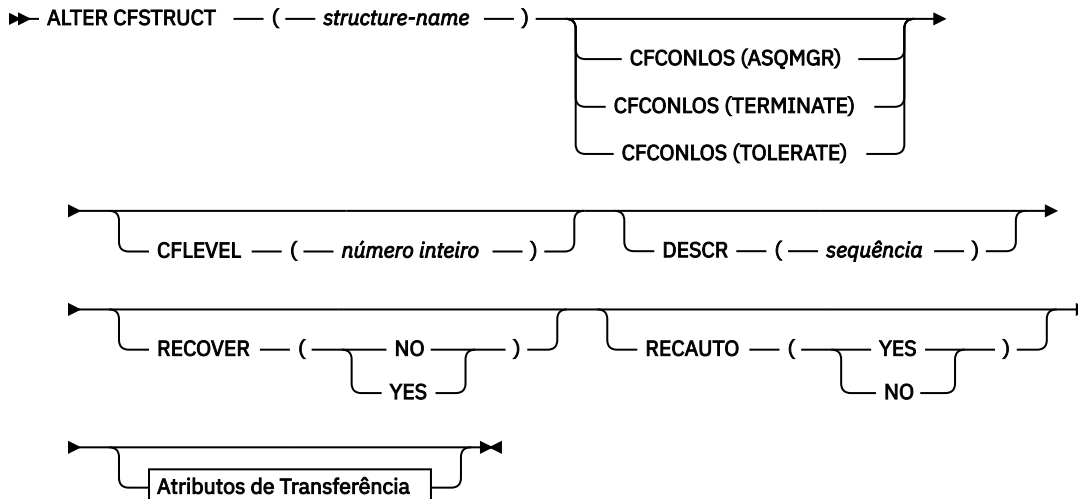 ALTER CFSTRUCT ( structure-name )
CFCONLOS (ASQMGR)
CFCONLOS (TERMINATE)
CFCONLOS (TOLERATE)
CFLEVEL ( número inteiro ) DESCR ( sequência )
RECOVER ( NO ) RECAUTO ( YES )
YES NO
Atributos de Transferência